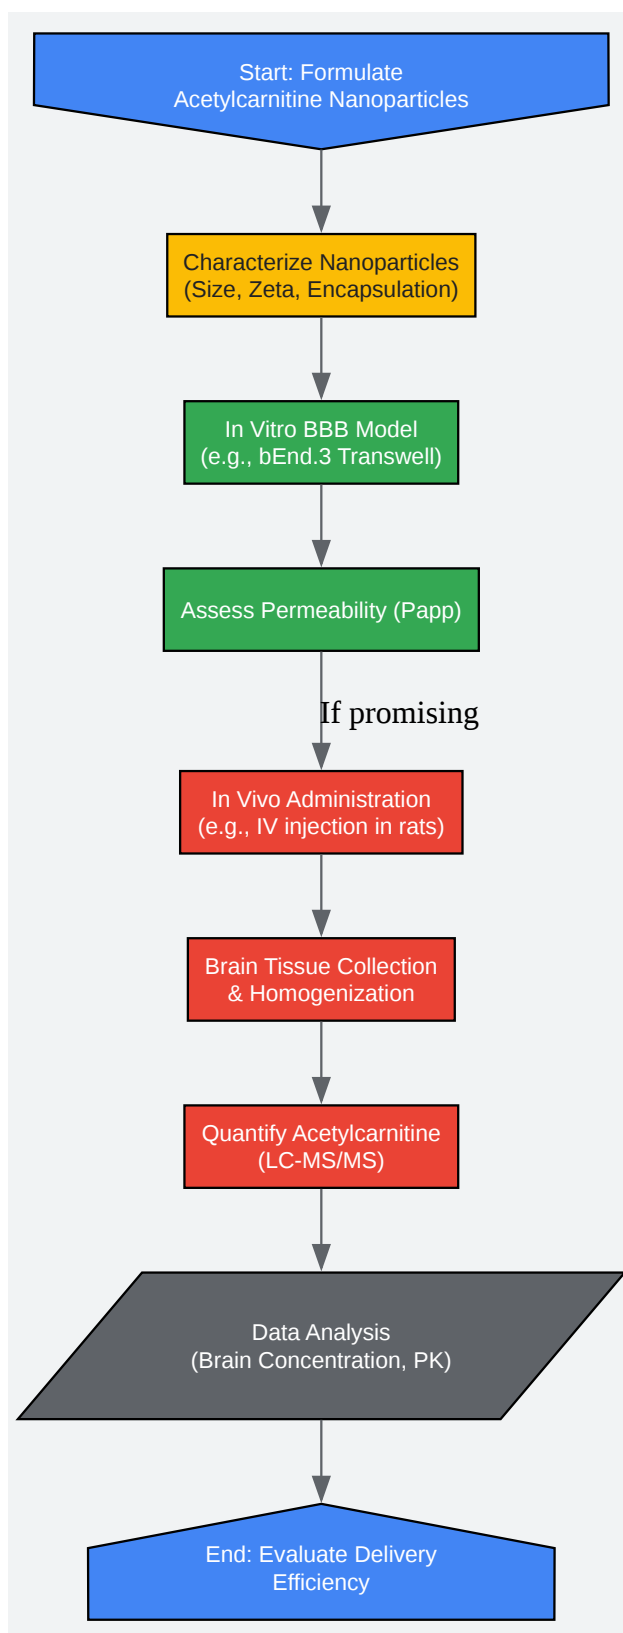 Start: Formulate
Acetylcarnitine Nanoparticles
Characterize Nanoparticles
(Size, Zeta, Encapsulation)
In Vitro BBB Model
(e.g., bEnd.3 Transwell)
Assess Permeability (Papp)
If promising
In Vivo Administration
(e.g., IV injection in rats)
Brain Tissue Collection
& Homogenization
Quantify Acetylcarnitine
(LC-MS/MS)
Data Analysis
(Brain Concentration, PK)
End: Evaluate Delivery
Efficiency